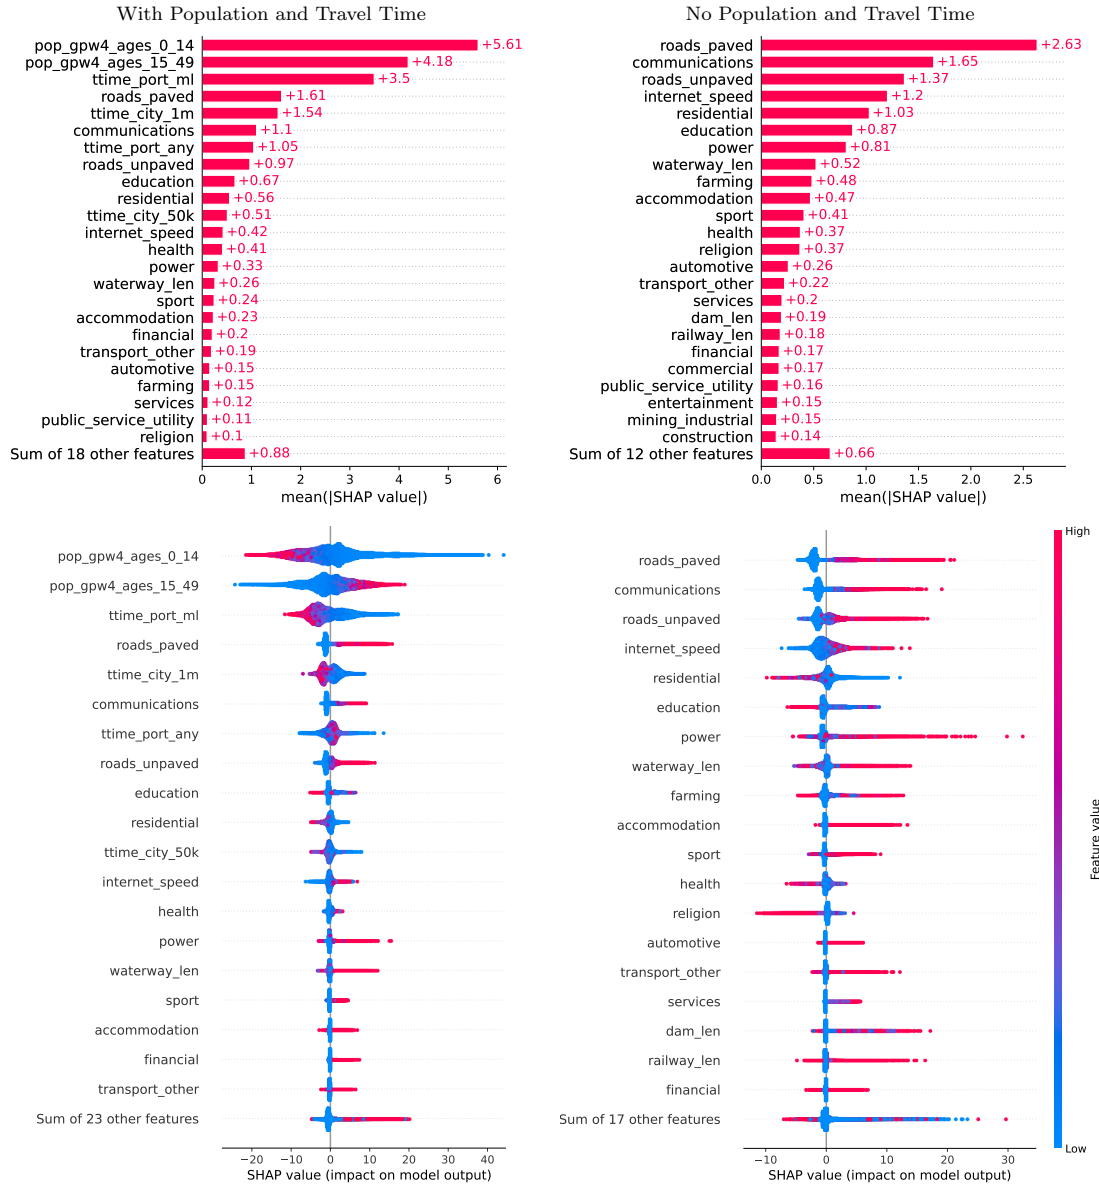 With Population and Travel Time
pop_gpw4_ages_0_14 +5.61
pop_gpw4_ages_15_49 +4.18
ttime_port_ml +3.5
roads_paved +1.61
ttime_city_1m +1.54
communications +1.1
ttime_port_any +1.05
roads_unpaved +0.97
education +0.67
residential +0.56
ttime_city_50k +0.51
internet_speed +0.42
health +0.41
power +0.33
waterway_len +0.26
sport +0.24
accommodation +0.23
financial +0.2
transport_other +0.19
automotive +0.15
farming +0.15
services +0.12
public_service_utility +0.11
religion +0.1
Sum of 18 other features +0.88
0 1 2 3 4 5 6
mean(|SHAP value|)
No Population and Travel Time
roads_paved +2.63
communications +1.65
roads_unpaved +1.37
internet_speed +1.2
residential +1.03
education +0.87
power +0.81
waterway_len +0.52
farming +0.48
accommodation +0.47
sport +0.41
health +0.37
religion +0.37
automotive +0.26
transport_other +0.22
services +0.2
dam_len +0.19
railway_len +0.18
financial +0.17
commercial +0.17
public_service_utility +0.16
entertainment +0.15
mining_industrial +0.15
construction +0.14
Sum of 12 other features +0.66
0.0 0.5 1.0 1.5 2.0 2.5
mean(|SHAP value|)
pop_gpw4_ages_0_14
pop_gpw4_ages_15_49
ttime_port_ml
roads_paved
ttime_city_1m
communications
ttime_port_any
roads_unpaved
education
residential
ttime_city_50k
internet_speed
health
power
waterway_len
sport
accommodation
financial
transport_other
Sum of 23 other features
−20 −10 0 10 20 30 40
SHAP value (impact on model output)
roads_paved
communications
roads_unpaved
internet_speed
residential
education
power
waterway_len
farming
accommodation
sport
health
religion
automotive
transport_other
services
dam_len
railway_len
financial
Sum of 17 other features
−10 0 10 20 30
SHAP value (impact on model output)
High
Feature value
Low